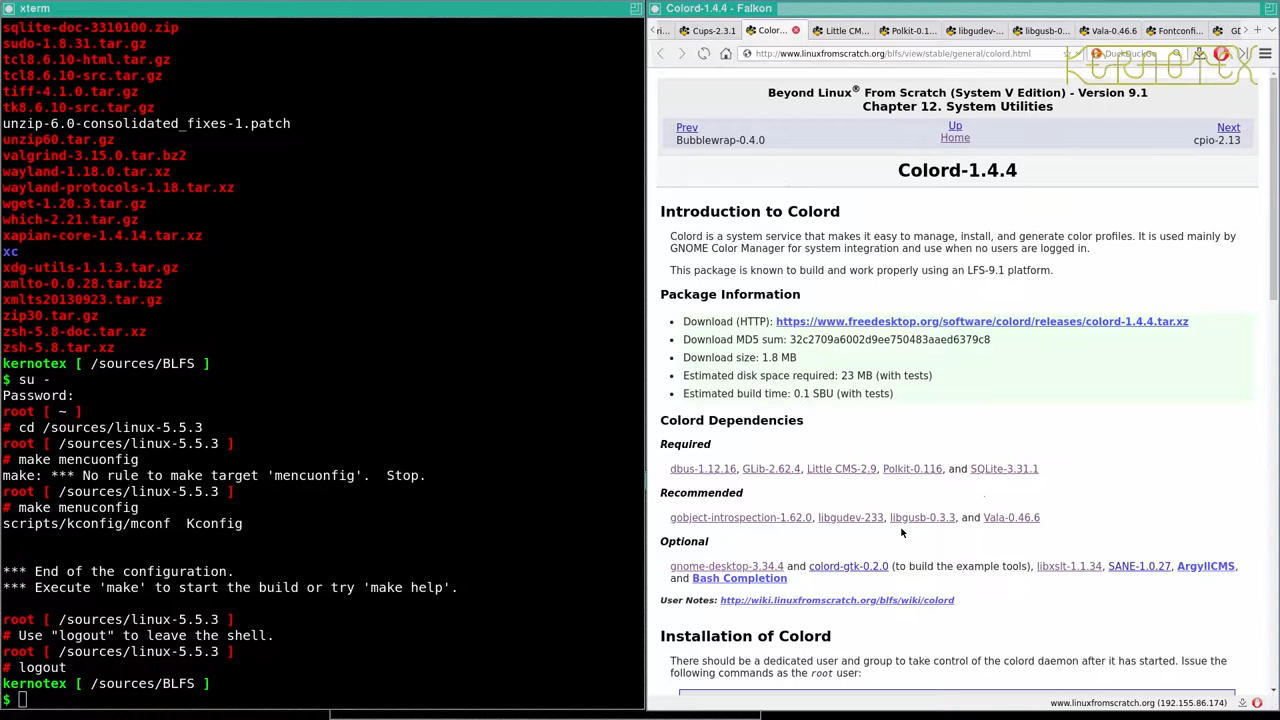 xterm
sqlite-doc-3310100.zip
sudo-1.8.31.tar.gz
tcl8.6.10-html.tar.gz
tcl8.6.10-src.tar.gz
tiff-4.1.0.tar.gz
tk8.6.10-src.tar.gz
unzip-6.0-consolidated_fixes-1.patch
unzip60.tar.gz
valgrind-3.15.0.tar.bz2
wayland-1.18.0.tar.xz
wayland-protocols-1.18.tar.xz
wget-1.20.3.tar.gz
which-2.21.tar.gz
xapian-core-1.4.14.tar.xz
xc
xdg-utils-1.1.3.tar.gz
xmlto-0.0.28.tar.bz2
xmlts20130923.tar.gz
zip30.tar.gz
zsh-5.8-doc.tar.xz
zsh-5.8.tar.xz
kernotex [ /sources/BLFS ]
$ su -
Password:
root [ ~ ]
# cd /sources/linux-5.5.3
root [ /sources/linux-5.5.3 ]
# make mencuonfig
make: *** No rule to make target 'mencuonfig'.  Stop.
root [ /sources/linux-5.5.3 ]
# make menuconfig
scripts/kconfig/mconf  Kconfig
*** End of the configuration.
*** Execute 'make' to start the build or try 'make help'.
root [ /sources/linux-5.5.3 ]
# Use "logout" to leave the shell.
root [ /sources/linux-5.5.3 ]
# logout
kernotex [ /sources/BLFS ]
$
Colord-1.4.4 - Falkon
ri... Cups-2.3.1 Color... Little CM... Polkit-0.1... libgudev-... libgusb-0... Vala-0.46.6 Fontconfi... GD
http://www.linuxfromscratch.org/blfs/view/stable/general/colord.html DuckDuckGo
KERNOTEX
Beyond Linux® From Scratch (System V Edition) - Version 9.1
Chapter 12. System Utilities
Prev Up Next
Bubblewrap-0.4.0 Home cpio-2.13
Colord-1.4.4
Introduction to Colord
Colord is a system service that makes it easy to manage, install, and generate color profiles. It is used mainly by
GNOME Color Manager for system integration and use when no users are logged in.
This package is known to build and work properly using an LFS-9.1 platform.
Package Information
• Download (HTTP): https://www.freedesktop.org/software/colord/releases/colord-1.4.4.tar.xz
• Download MD5 sum: 32c2709a6002d9ee750483aaed6379c8
• Download size: 1.8 MB
• Estimated disk space required: 23 MB (with tests)
• Estimated build time: 0.1 SBU (with tests)
Colord Dependencies
Required
dbus-1.12.16, GLib-2.62.4, Little CMS-2.9, Polkit-0.116, and SQLite-3.31.1
Recommended
gobject-introspection-1.62.0, libgudev-233, libgusb-0.3.3, and Vala-0.46.6
Optional
gnome-desktop-3.34.4 and colord-gtk-0.2.0 (to build the example tools), libxslt-1.1.34, SANE-1.0.27, ArgyllCMS,
and Bash Completion
User Notes: http://wiki.linuxfromscratch.org/blfs/wiki/colord
Installation of Colord
There should be a dedicated user and group to take control of the colord daemon after it has started. Issue the
following commands as the root user:
www.linuxfromscratch.org (192.155.86.174)